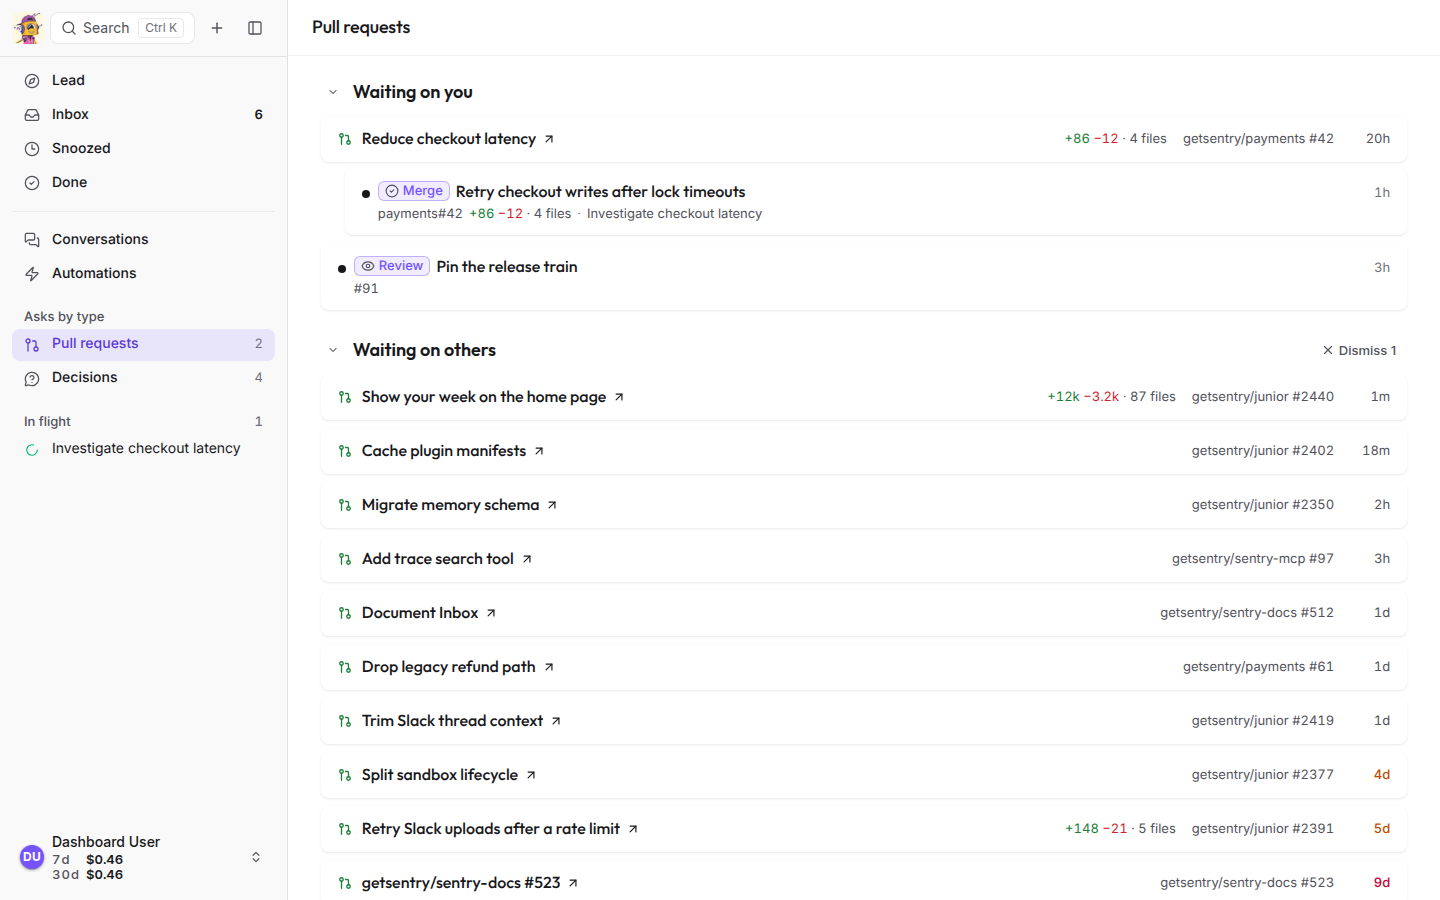 Search Ctrl K
Lead
Inbox 6
Snoozed
Done
Conversations
Automations
Asks by type
Pull requests 2
Decisions 4
In flight 1
Investigate checkout latency
DU
Dashboard User
7d $0.46
30d $0.46
Pull requests
Waiting on you
Reduce checkout latency +86 −12 · 4 files getsentry/payments #42 20h
Merge Retry checkout writes after lock timeouts 1h
payments#42 +86 −12 · 4 files · Investigate checkout latency
Review Pin the release train 3h
#91
Waiting on others Dismiss 1
Show your week on the home page +12k −3.2k · 87 files getsentry/junior #2440 1m
Cache plugin manifests getsentry/junior #2402 18m
Migrate memory schema getsentry/junior #2350 2h
Add trace search tool getsentry/sentry-mcp #97 3h
Document Inbox getsentry/sentry-docs #512 1d
Drop legacy refund path getsentry/payments #61 1d
Trim Slack thread context getsentry/junior #2419 1d
Split sandbox lifecycle getsentry/junior #2377 4d
Retry Slack uploads after a rate limit +148 −21 · 5 files getsentry/junior #2391 5d
getsentry/sentry-docs #523 getsentry/sentry-docs #523 9d